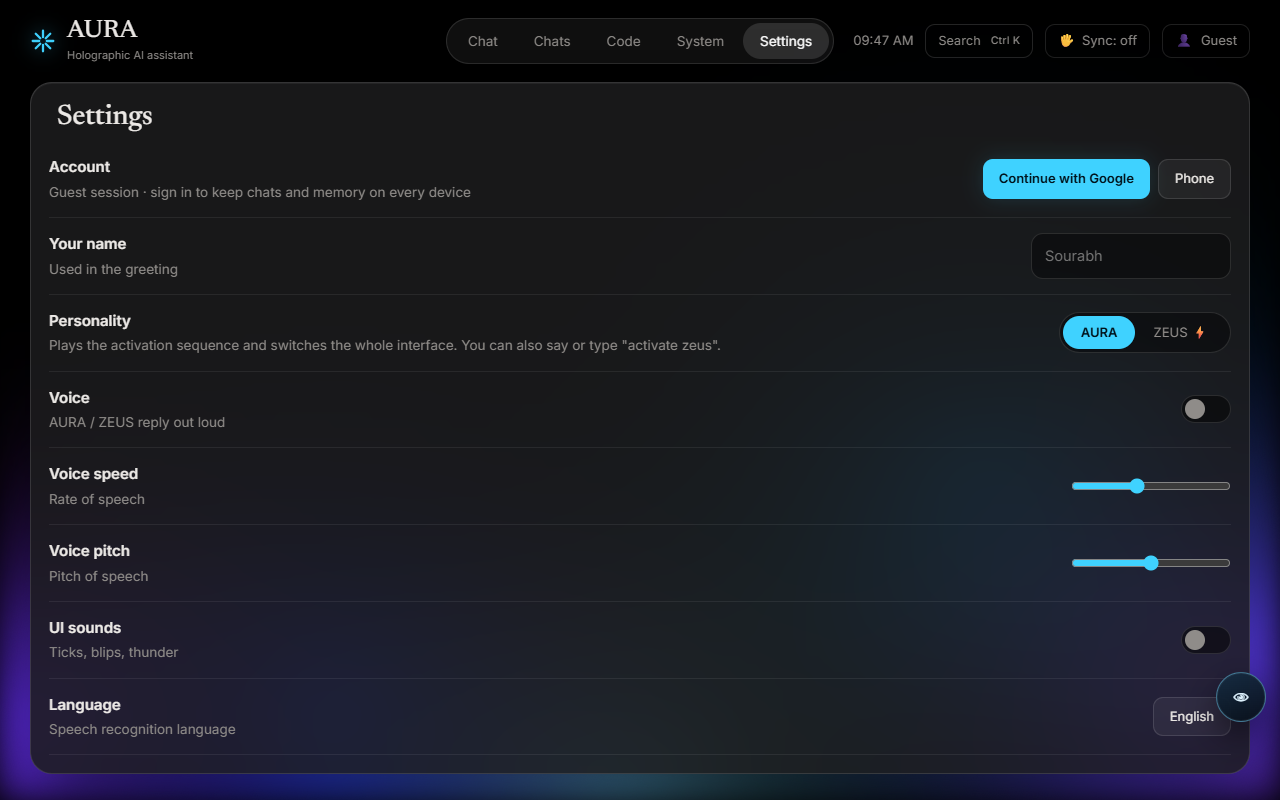 AURA
Holographic AI assistant
Chat
Chats
Code
System
Settings
09:47 AM
Search Ctrl K
Sync: off
Guest
Settings
Account
Guest session · sign in to keep chats and memory on every device
Continue with Google
Phone
Your name
Used in the greeting
Sourabh
Personality
Plays the activation sequence and switches the whole interface. You can also say or type "activate zeus".
AURA
ZEUS
Voice
AURA / ZEUS reply out loud
Voice speed
Rate of speech
Voice pitch
Pitch of speech
UI sounds
Ticks, blips, thunder
Language
Speech recognition language
English